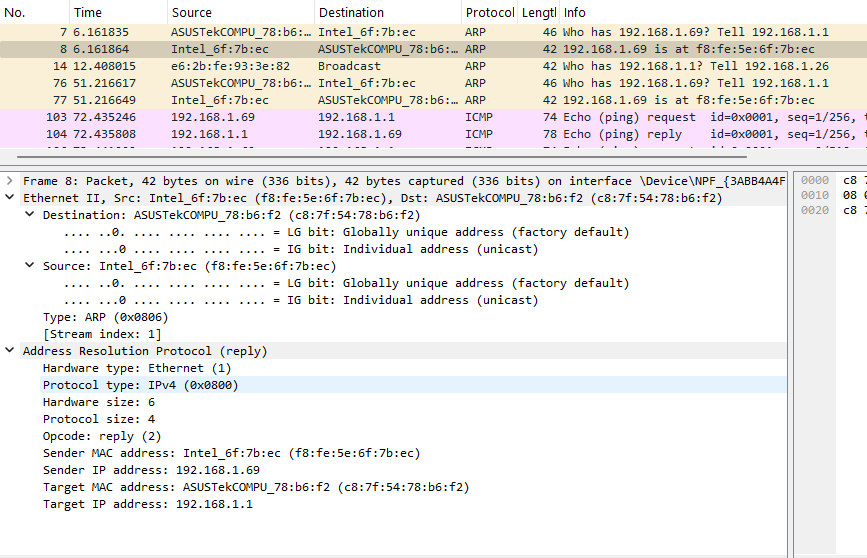 No. Time Source Destination Protocol Lengtl Info
7 6.161835 ASUSTekCOMPU_78:b6:… Intel_6f:7b:ec ARP 46 Who has 192.168.1.69? Tell 192.168.1.1
8 6.161864 Intel_6f:7b:ec ASUSTekCOMPU_78:b6:… ARP 42 192.168.1.69 is at f8:fe:5e:6f:7b:ec
14 12.408015 e6:2b:fe:93:3e:82 Broadcast ARP 42 Who has 192.168.1.1? Tell 192.168.1.26
76 51.216617 ASUSTekCOMPU_78:b6:… Intel_6f:7b:ec ARP 46 Who has 192.168.1.69? Tell 192.168.1.1
77 51.216649 Intel_6f:7b:ec ASUSTekCOMPU_78:b6:… ARP 42 192.168.1.69 is at f8:fe:5e:6f:7b:ec
103 72.435246 192.168.1.69 192.168.1.1 ICMP 74 Echo (ping) request id=0x0001, seq=1/256, t
104 72.435808 192.168.1.1 192.168.1.69 ICMP 78 Echo (ping) reply id=0x0001, seq=1/256, t
Frame 8: Packet, 42 bytes on wire (336 bits), 42 bytes captured (336 bits) on interface \Device\NPF_{3ABB4A4F
Ethernet II, Src: Intel_6f:7b:ec (f8:fe:5e:6f:7b:ec), Dst: ASUSTekCOMPU_78:b6:f2 (c8:7f:54:78:b6:f2)
Destination: ASUSTekCOMPU_78:b6:f2 (c8:7f:54:78:b6:f2)
.... ..0. .... .... .... .... = LG bit: Globally unique address (factory default)
.... ...0 .... .... .... .... = IG bit: Individual address (unicast)
Source: Intel_6f:7b:ec (f8:fe:5e:6f:7b:ec)
.... ..0. .... .... .... .... = LG bit: Globally unique address (factory default)
.... ...0 .... .... .... .... = IG bit: Individual address (unicast)
Type: ARP (0x0806)
[Stream index: 1]
Address Resolution Protocol (reply)
Hardware type: Ethernet (1)
Protocol type: IPv4 (0x0800)
Hardware size: 6
Protocol size: 4
Opcode: reply (2)
Sender MAC address: Intel_6f:7b:ec (f8:fe:5e:6f:7b:ec)
Sender IP address: 192.168.1.69
Target MAC address: ASUSTekCOMPU_78:b6:f2 (c8:7f:54:78:b6:f2)
Target IP address: 192.168.1.1
0000 c8 7
0010 08 0
0020 c8 7